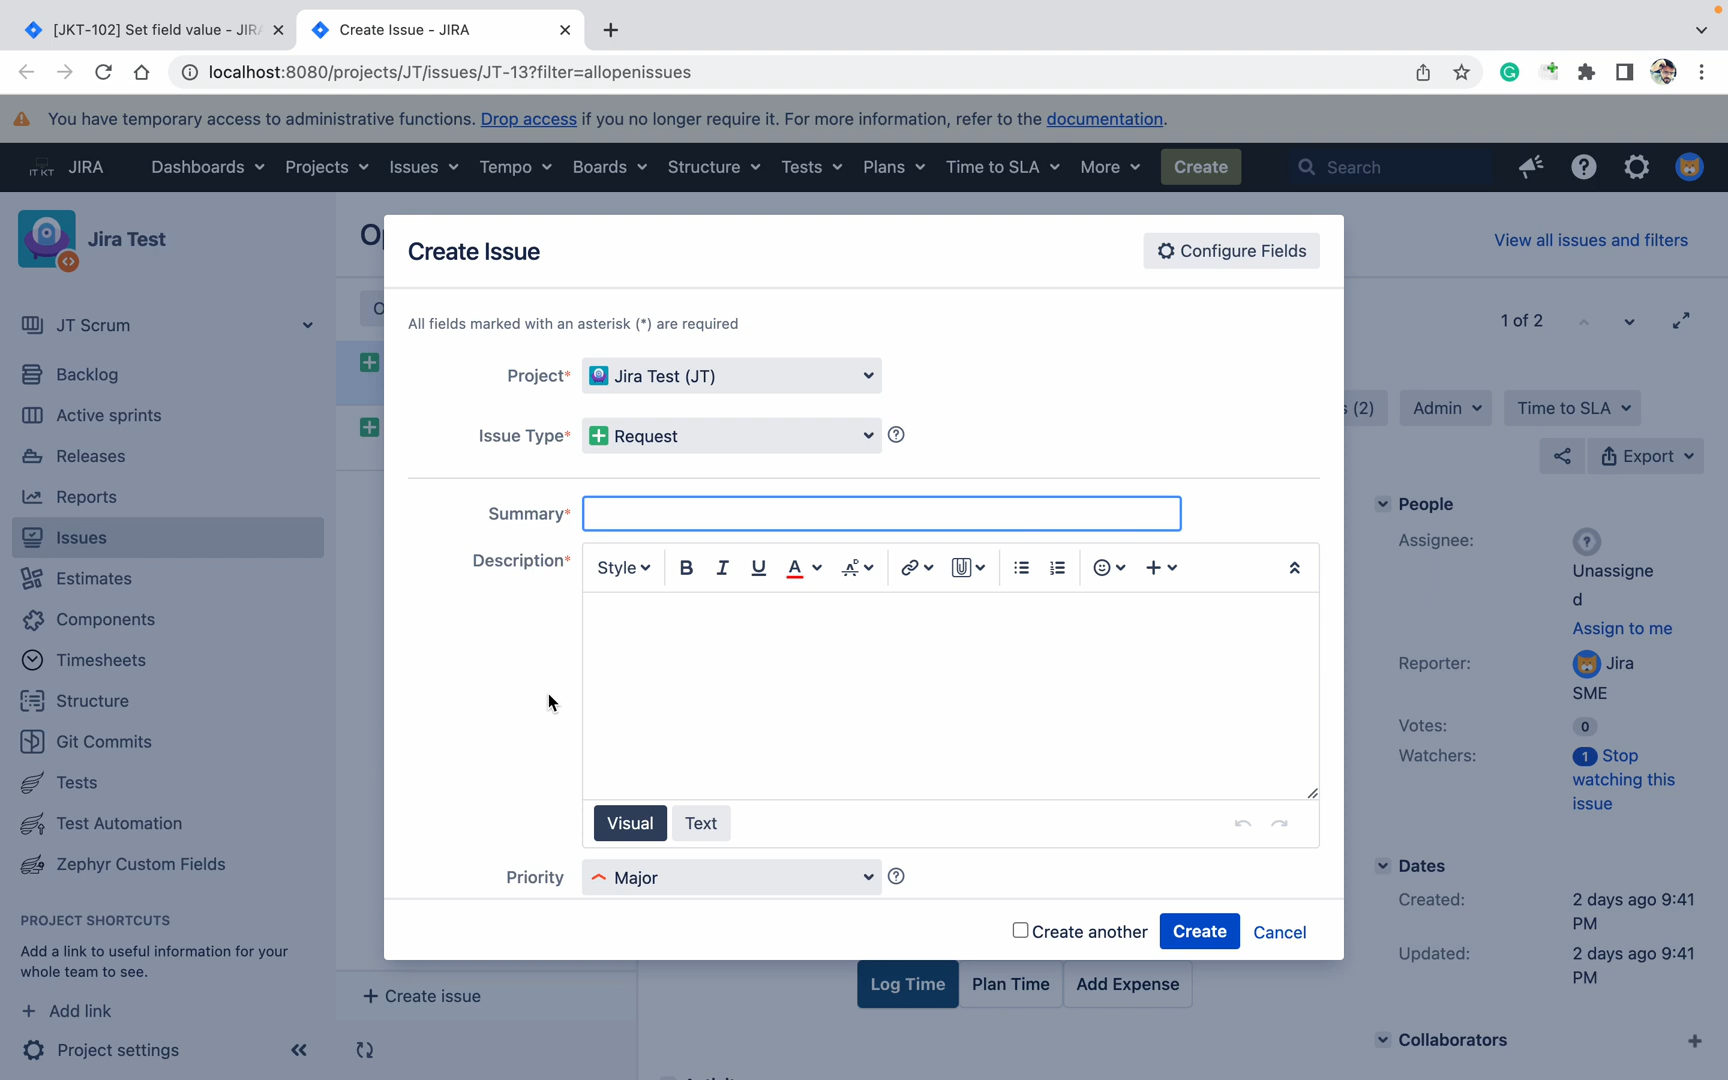 [JKT-102] Set field value - JIR
Create Issue - JIRA
localhost:8080/projects/JT/issues/JT-13?filter=allopenissues
You have temporary access to administrative functions. Drop access if you no longer require it. For more information, refer to the documentation.
IT KT JIRA Dashboards Projects Issues Tempo Boards Structure Tests Plans Time to SLA More Create Search
Jira Test
View all issues and filters
JT Scrum
Backlog
Active sprints
Releases
Reports
Issues
Estimates
Components
Timesheets
Structure
Git Commits
Tests
Test Automation
Zephyr Custom Fields
PROJECT SHORTCUTS
Add a link to useful information for your
whole team to see.
+ Add link
Project settings
Create Issue
Configure Fields
All fields marked with an asterisk (*) are required
Project* Jira Test (JT)
Issue Type* Request
Summary*
Description* Style B I U A
Visual Text
Priority Major
Create another Create Cancel
+ Create issue
Log Time Plan Time Add Expense
1 of 2
(2) Admin Time to SLA
Export
People
Assignee:
Unassigne
d
Assign to me
Reporter: Jira
SME
Votes: 0
Watchers: 1 Stop
watching this
issue
Dates
Created: 2 days ago 9:41
PM
Updated: 2 days ago 9:41
PM
Collaborators